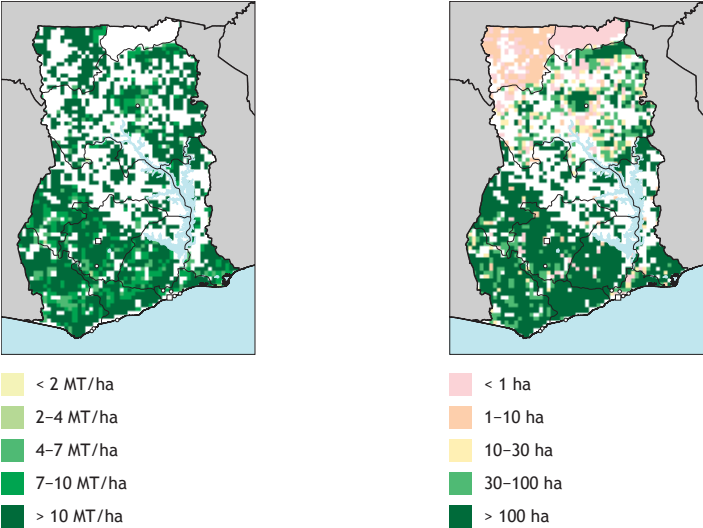 < 2 MT/ha
2–4 MT/ha
4–7 MT/ha
7–10 MT/ha
> 10 MT/ha
< 1 ha
1–10 ha
10–30 ha
30–100 ha
> 100 ha